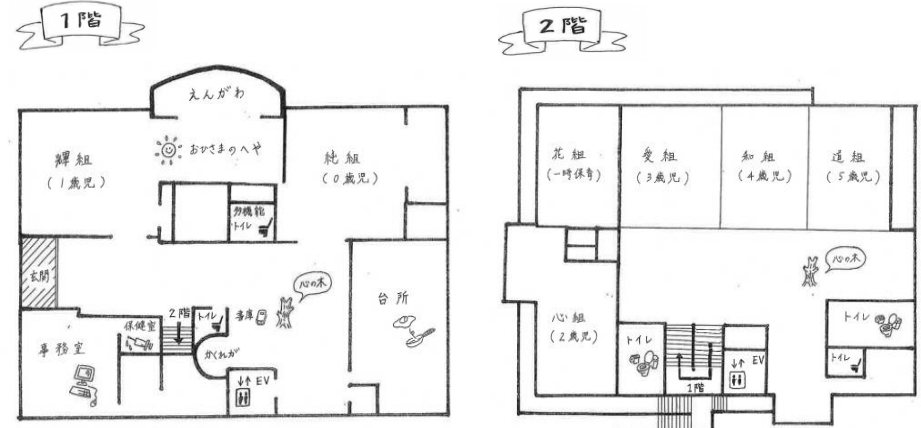 1階
えんがわ
おひさまのへや
輝組
(1歳児)
純組
(0歳児)
多機能
トイレ
玄関
心の木
台所
2階
トイレ
保健室
かくれが
事務室
EV
2階
花組
(一時保育)
愛組
(3歳児)
知組
(4歳児)
道組
(5歳児)
心の木
心組
(2歳児)
トイレ
1階
EV
トイレ
トイレ